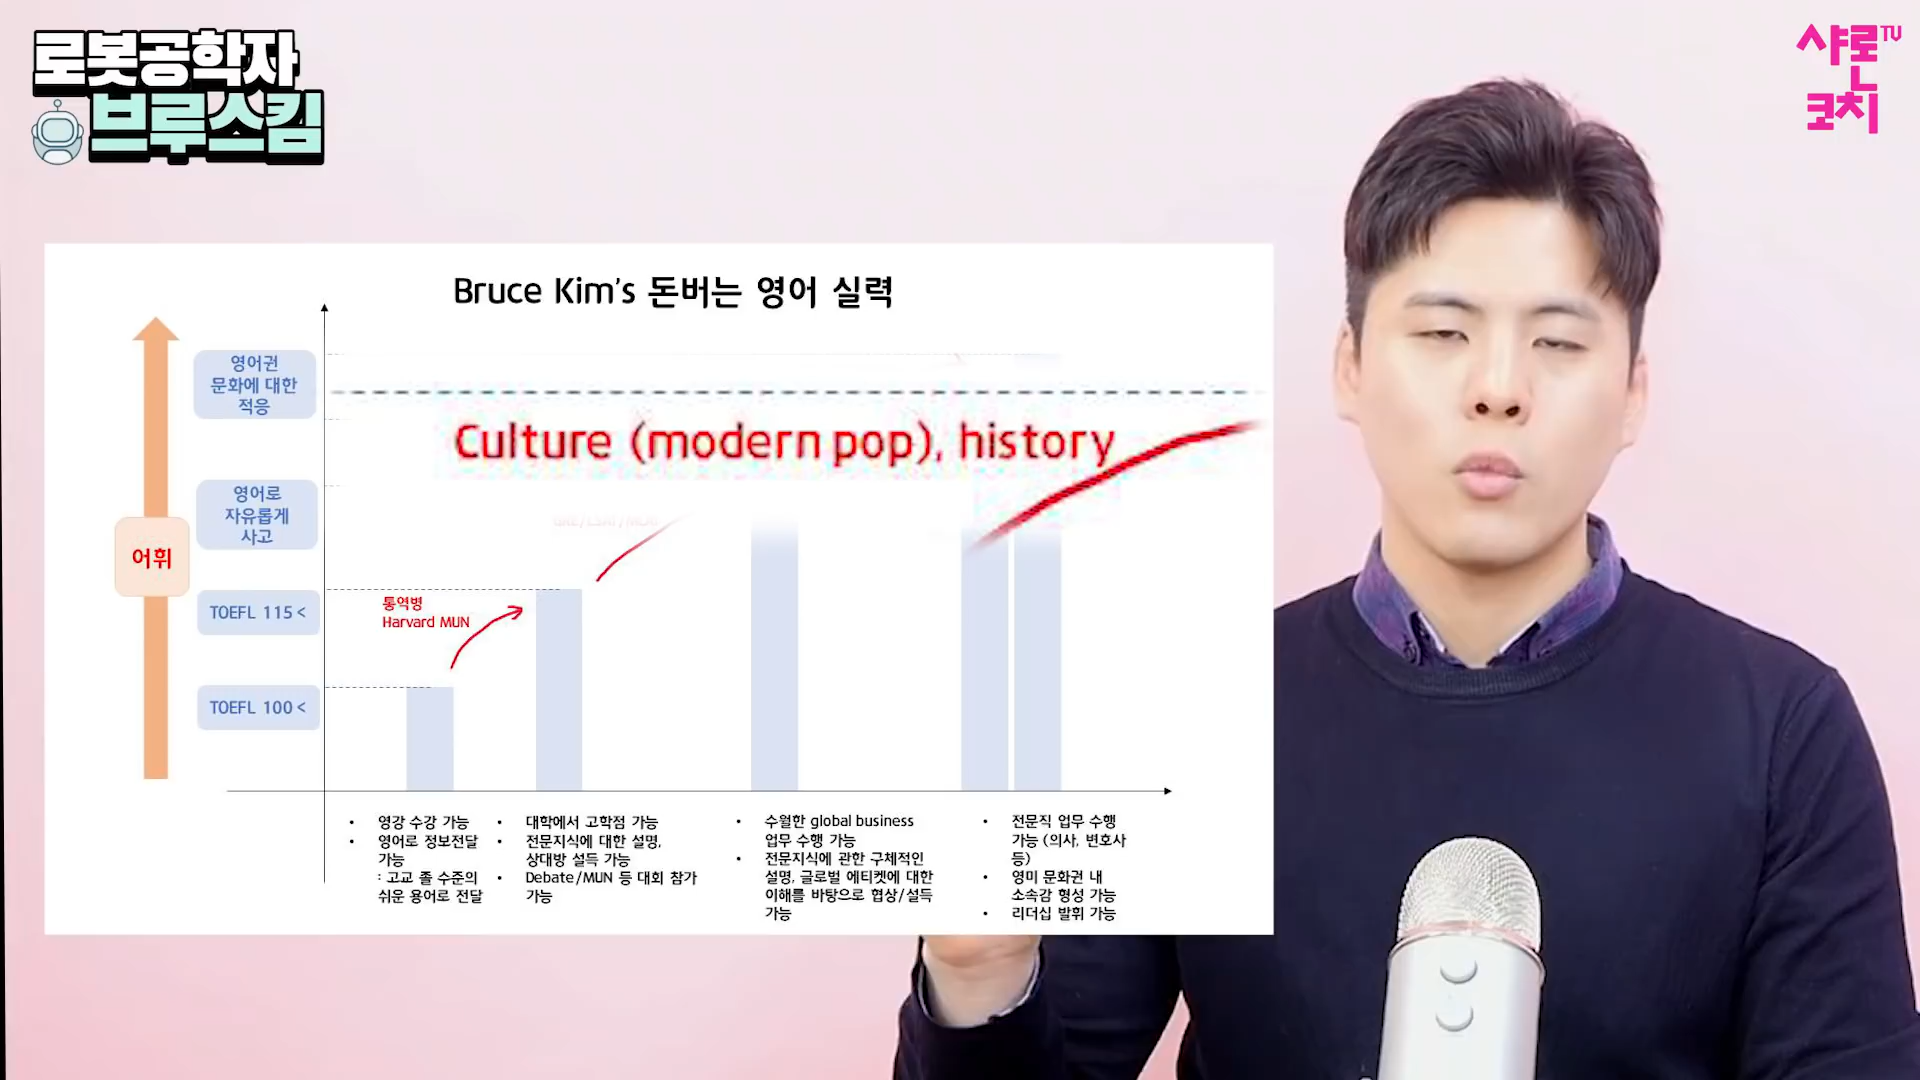 로봇공학자
브루스킴
샤론TV
코치
Bruce Kim's 돈버는 영어 실력
영어권
문화에 대한
적응
Culture (modern pop), history
영어로
자유롭게
사고
어휘
TOEFL 115 <
통역병
Harvard MUN
TOEFL 100 <
• 영강 수강 가능
• 영어로 정보전달
가능
: 고교 졸 수준의
쉬운 용어로 전달
• 대학에서 고학점 가능
• 전문지식에 대한 설명,
상대방 설득 가능
• Debate/MUN 등 대회 참가
가능
• 수월한 global business
업무 수행 가능
• 전문지식에 관한 구체적인
설명, 글로벌 에티켓에 대한
이해를 바탕으로 협상/설득
가능
• 전문직 업무 수행
가능 (의사, 변호사
등)
• 영미 문화권 내
소속감 형성 가능
• 리더십 발휘 가능